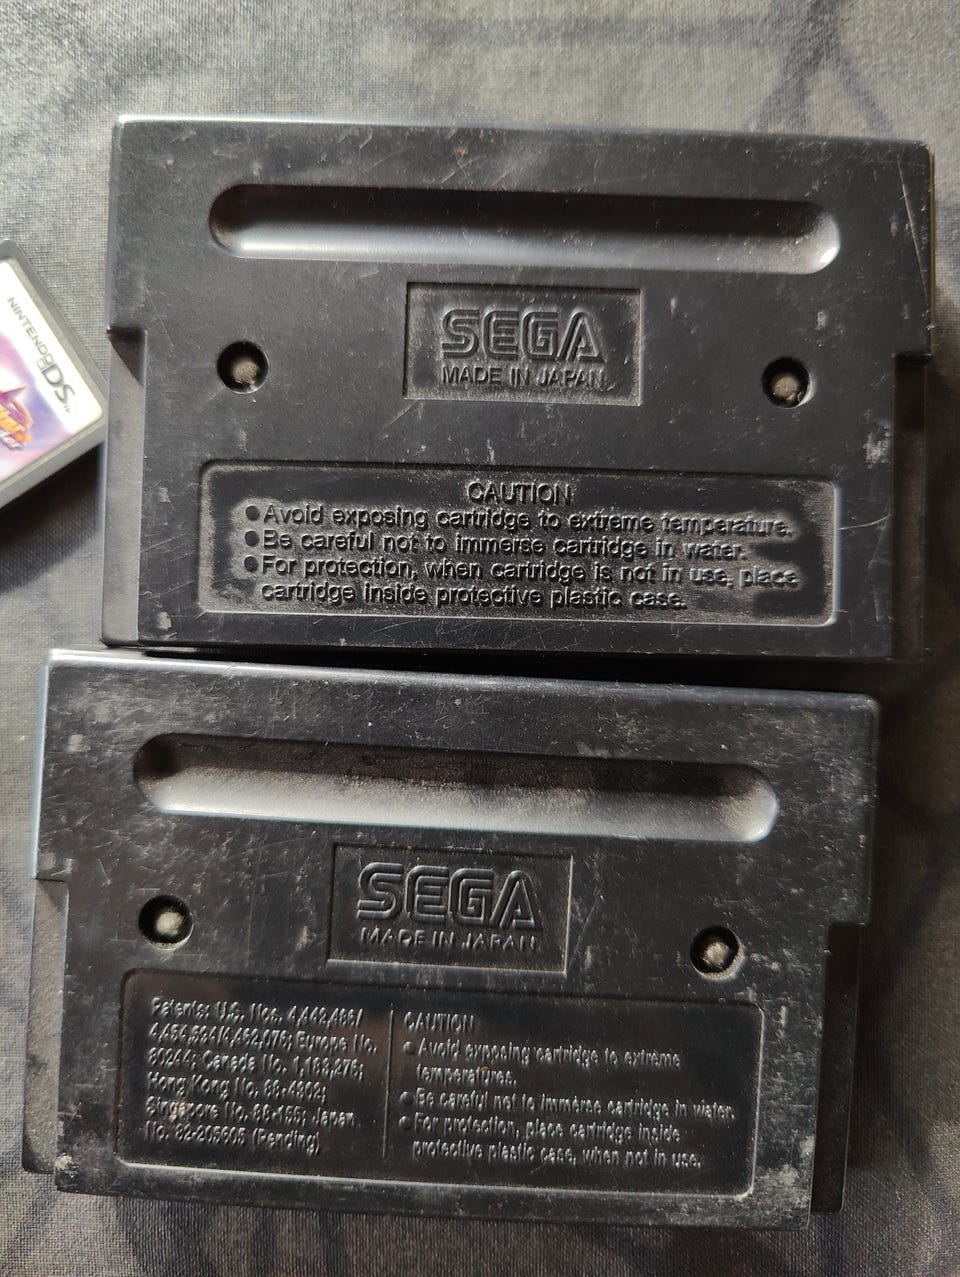 NINTENDO DS
SEGA
MADE IN JAPAN
CAUTION
● Avoid exposing cartridge to extreme temperature.
● Be careful not to immerse cartridge in water.
● For protection, when cartridge is not in use, place
cartridge inside protective plastic case.
SEGA
MADE IN JAPAN
Patents: U.S. Nos. 4,442,486/
4,454,594/4,462,076; Europe No.
80244; Canada No. 1,183,276;
Hong Kong No. 88-4302;
Singapore No. 88-155; Japan
No. 82-205605 (Pending)
CAUTION
● Avoid exposing cartridge to extreme
temperatures.
● Be careful not to immerse cartridge in water.
● For protection, place cartridge inside
protective plastic case, when not in use.